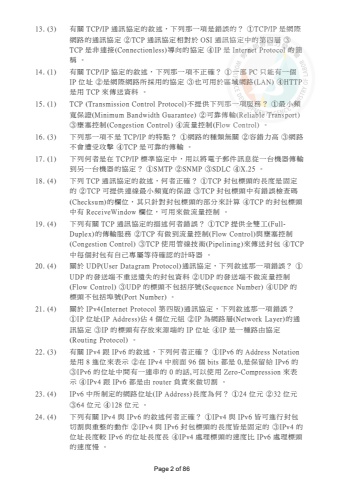 13. (3) 有關 TCP/IP 通訊協定的敘述，下列那一項是錯誤的？ ①TCP/IP 是網際
網路的通訊協定 ②TCP 通訊協定相對於 OSI 通訊協定中的第四層 ③
TCP 是非連接(Connectionless)導向的協定 ④IP 是 Internet Protocol 的簡
稱 。
14. (1) 有關 TCP/IP 協定的敘述，下列那一項不正確？ ①一部 PC 只能有一個
IP 位址 ②是網際網路所採用的協定 ③也可用於區域網路(LAN) ④HTTP
是用 TCP 來傳送資料 。
15. (1) TCP (Transmission Control Protocol)不提供下列那一項服務？ ①最小頻
寬保證(Minimum Bandwidth Guarantee) ②可靠傳輸(Reliable Transport)
③壅塞控制(Congestion Control) ④流量控制(Flow Control) 。
16. (3) 下列那一項不是 TCP/IP 的特點？ ①網路的種類無關 ②容錯力高 ③網路
不會遭受攻擊 ④TCP 是可靠的傳輸 。
17. (1) 下列何者是在 TCP/IP 標準協定中，用以將電子郵件訊息從一台機器傳輸
到另一台機器的協定？ ①SMTP ②SNMP ③SDLC ④X.25 。
18. (4) 下列 TCP 通訊協定的敘述，何者正確？ ①TCP 封包標頭的長度是固定
的 ②TCP 可提供連線最小頻寬的保證 ③TCP 封包標頭中有錯誤檢查碼
(Checksum)的欄位，其只針對封包標頭的部分來計算 ④TCP 的封包標頭
中有 ReceiveWindow 欄位，可用來做流量控制 。
19. (4) 下列有關 TCP 通訊協定的描述何者錯誤？ ①TCP 提供全雙工(Full-
Duplex)的傳輸服務 ②TCP 有做到流量控制(Flow Control)與壅塞控制
(Congestion Control) ③TCP 使用管線技術(Pipelining)來傳送封包 ④TCP
中每個封包有自己專屬等待確認的計時器 。
20. (4) 關於 UDP(User Datagram Protocol)通訊協定，下列敘述那一項錯誤？ ①
UDP 的發送端不重送遺失的封包資料 ②UDP 的發送端不做流量控制
(Flow Control) ③UDP 的標頭不包括序號(Sequence Number) ④UDP 的
標頭不包括埠號(Port Number) 。
21. (4) 關於 IPv4(Internet Protocol 第四版)通訊協定，下列敘述那一項錯誤？
①IP 位址(IP Address)佔 4 個位元組 ②IP 為網路層(Network Layer)的通
訊協定 ③IP 的標頭有存放來源端的 IP 位址 ④IP 是一種路由協定
(Routing Protocol) 。
22. (3) 有關 IPv4 跟 IPv6 的敘述，下列何者正確？ ①IPv6 的 Address Notation
是用 8 進位來表示 ②在 IPv4 中前面 96 個 bits 都是 0,是保留給 IPv6 的
③IPv6 的位址中間有一連串的 0 的話,可以使用 Zero-Compression 來表
示 ④IPv4 跟 IPv6 都是由 router 負責來做切割 。
23. (4) IPv6 中所制定的網路位址(IP Address)長度為何？ ①24 位元 ②32 位元
③64 位元 ④128 位元 。
24. (4) 下列有關 IPv4 與 IPv6 的敘述何者正確？ ①IPv4 與 IPv6 皆可進行封包
切割與重整的動作 ②IPv4 與 IPv6 封包標頭的長度皆是固定的 ③IPv4 的
位址長度較 IPv6 的位址長度長 ④IPv4 處理標頭的速度比 IPv6 處理標頭
的速度慢 。
Page 2 of 86